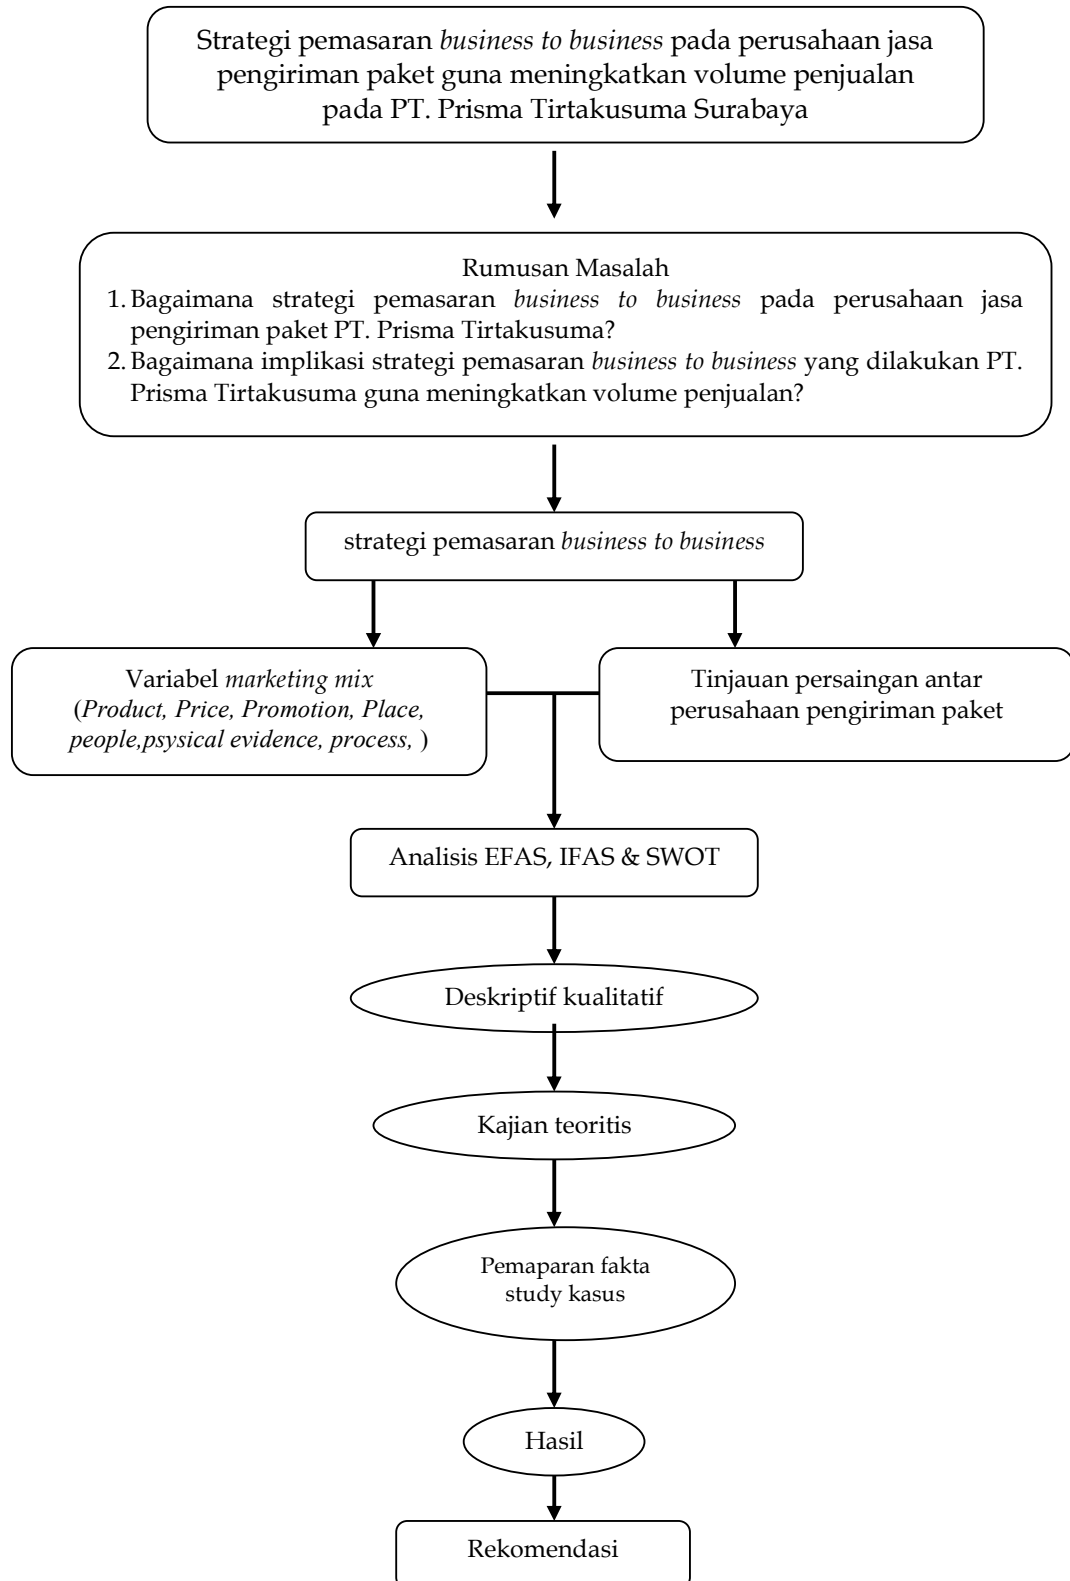 Strategi pemasaran business to business pada perusahaan jasa
pengiriman paket guna meningkatkan volume penjualan
pada PT. Prisma Tirtakusuma Surabaya
Rumusan Masalah
1. Bagaimana strategi pemasaran business to business pada perusahaan jasa
pengiriman paket PT. Prisma Tirtakusuma?
2. Bagaimana implikasi strategi pemasaran business to business yang dilakukan PT.
Prisma Tirtakusuma guna meningkatkan volume penjualan?
strategi pemasaran business to business
Variabel marketing mix
(Product, Price, Promotion, Place,
people,psysical evidence, process, )
Tinjauan persaingan antar
perusahaan pengiriman paket
Analisis EFAS, IFAS & SWOT
Deskriptif kualitatif
Kajian teoritis
Pemaparan fakta
study kasus
Hasil
Rekomendasi